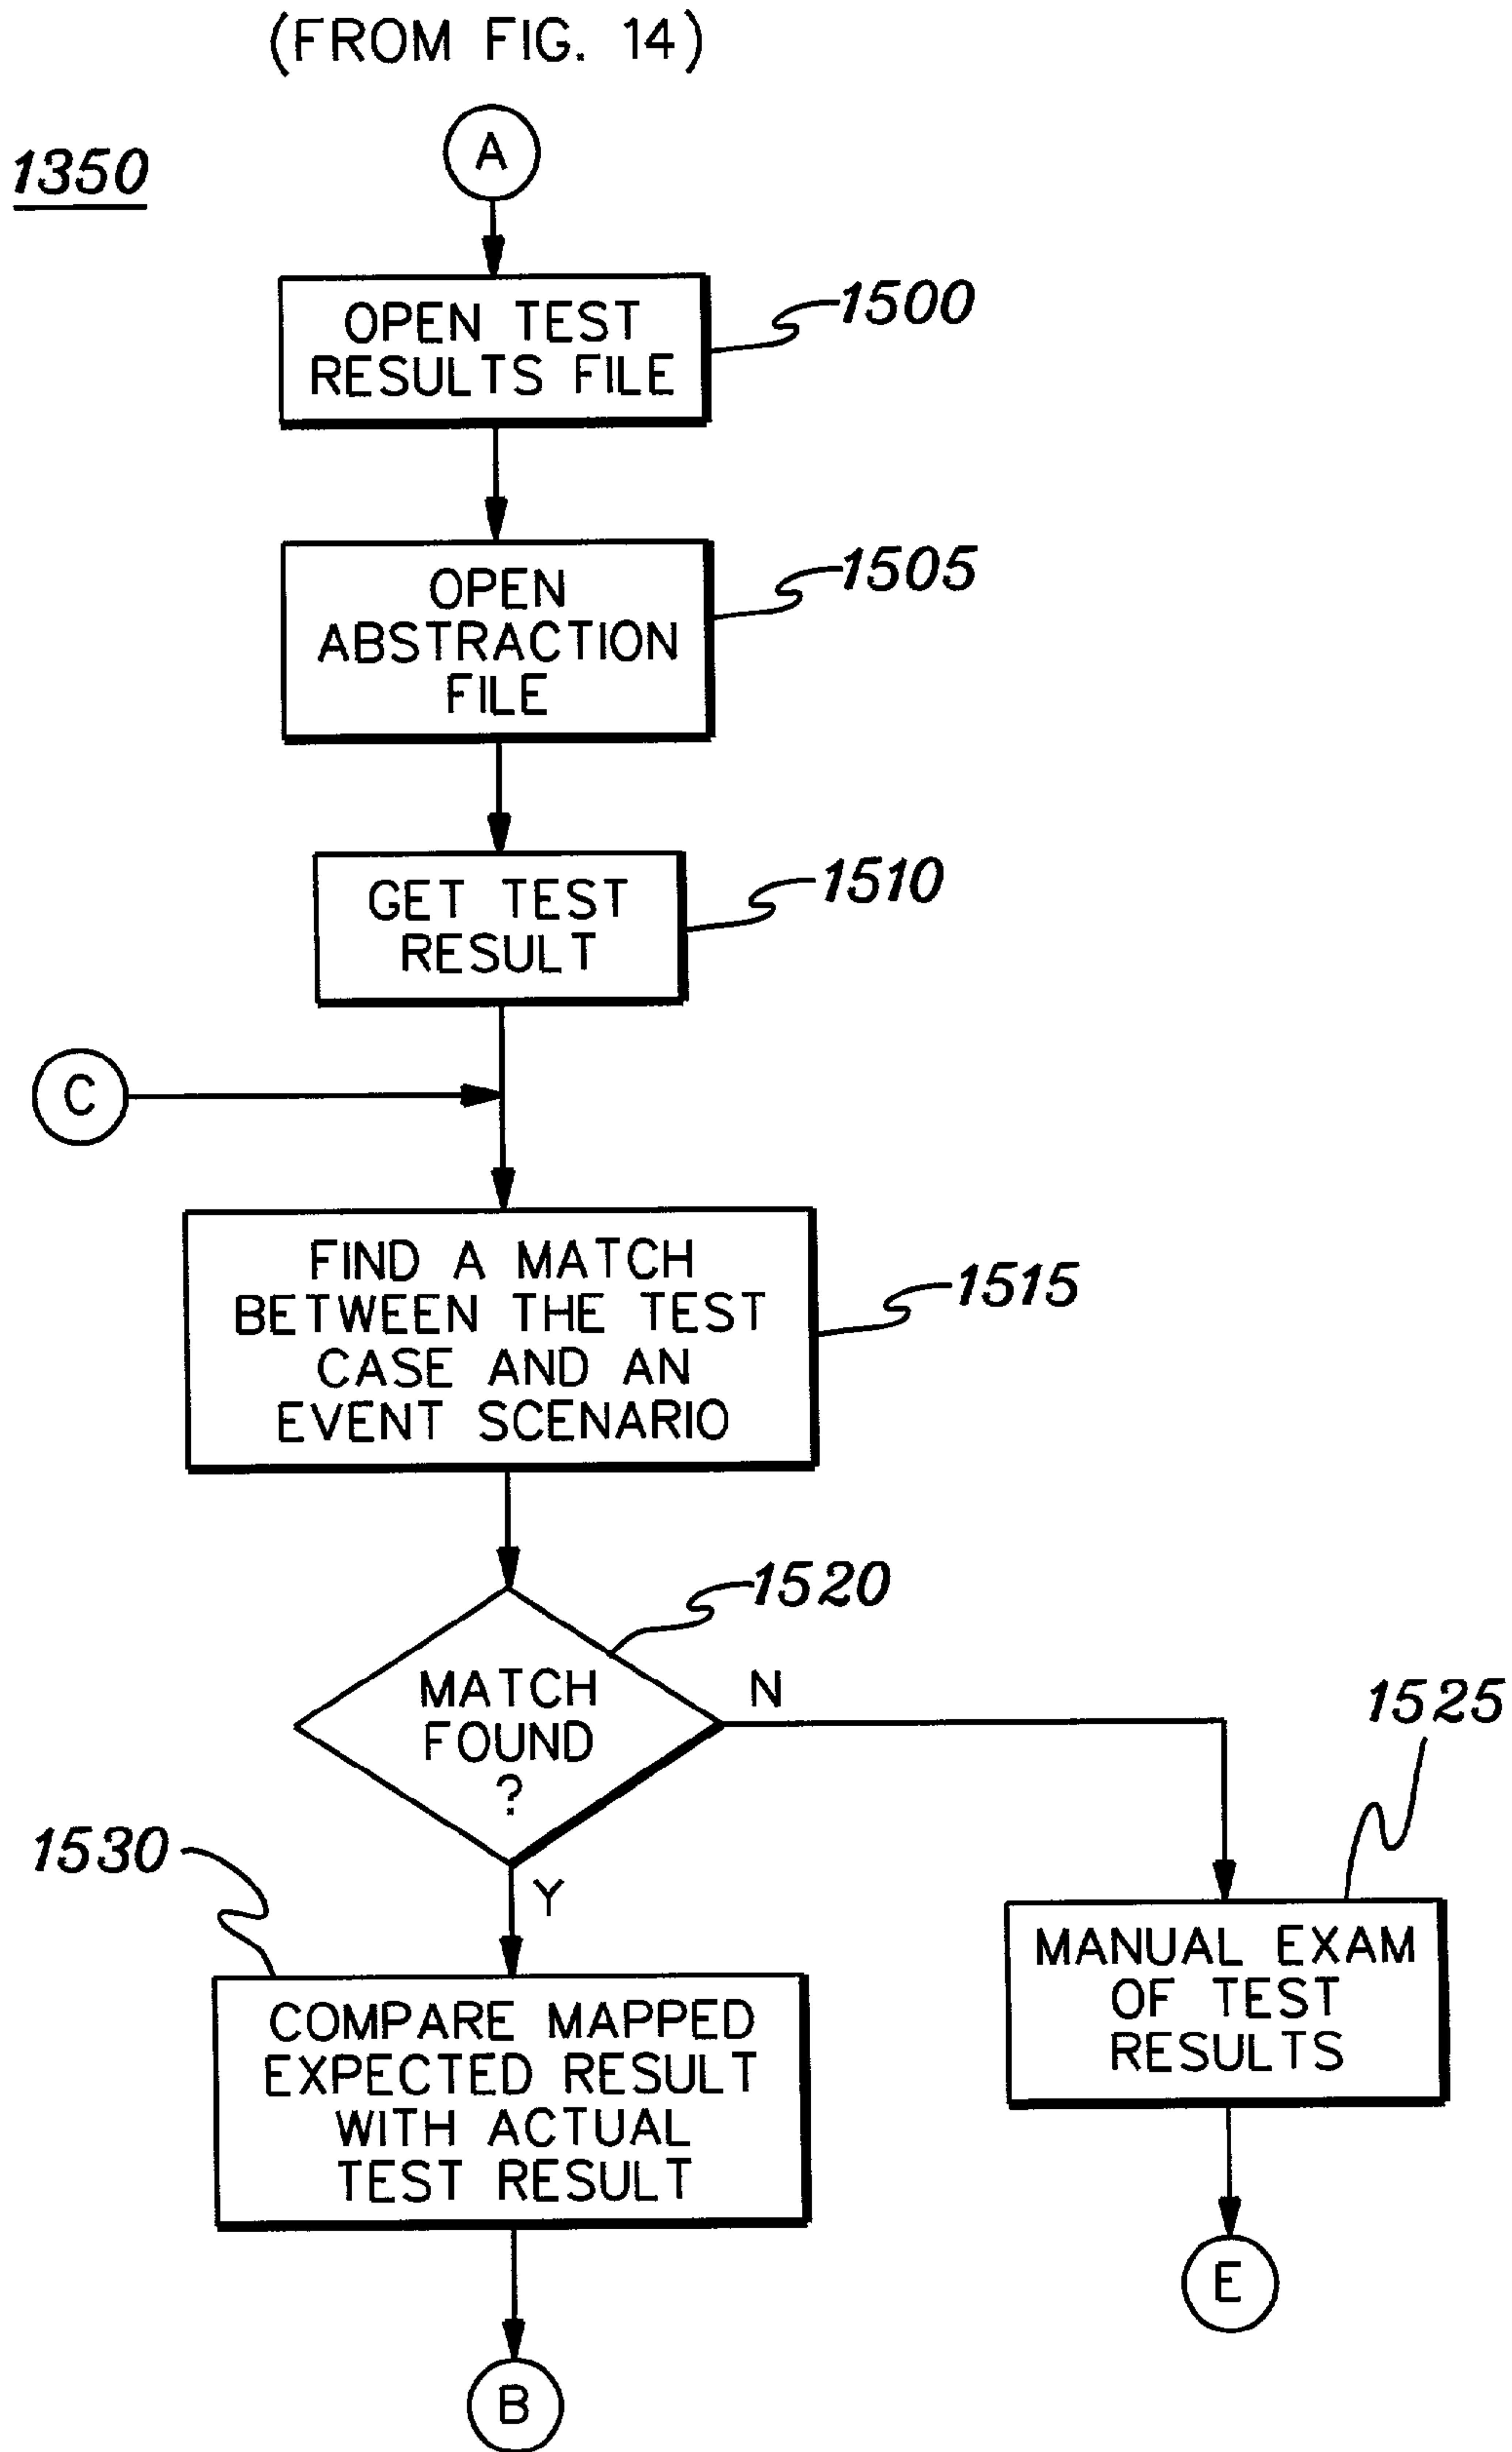 (FROM FIG. 14)
A
1350
OPEN TEST
RESULTS FILE
1500
OPEN
ABSTRACTION
FILE
1505
GET TEST
RESULT
1510
C
FIND A MATCH
BETWEEN THE TEST
CASE AND AN
EVENT SCENARIO
1515
MATCH
FOUND
?
1520
N
Y
1525
MANUAL EXAM
OF TEST
RESULTS
1530
COMPARE MAPPED
EXPECTED RESULT
WITH ACTUAL
TEST RESULT
E
B